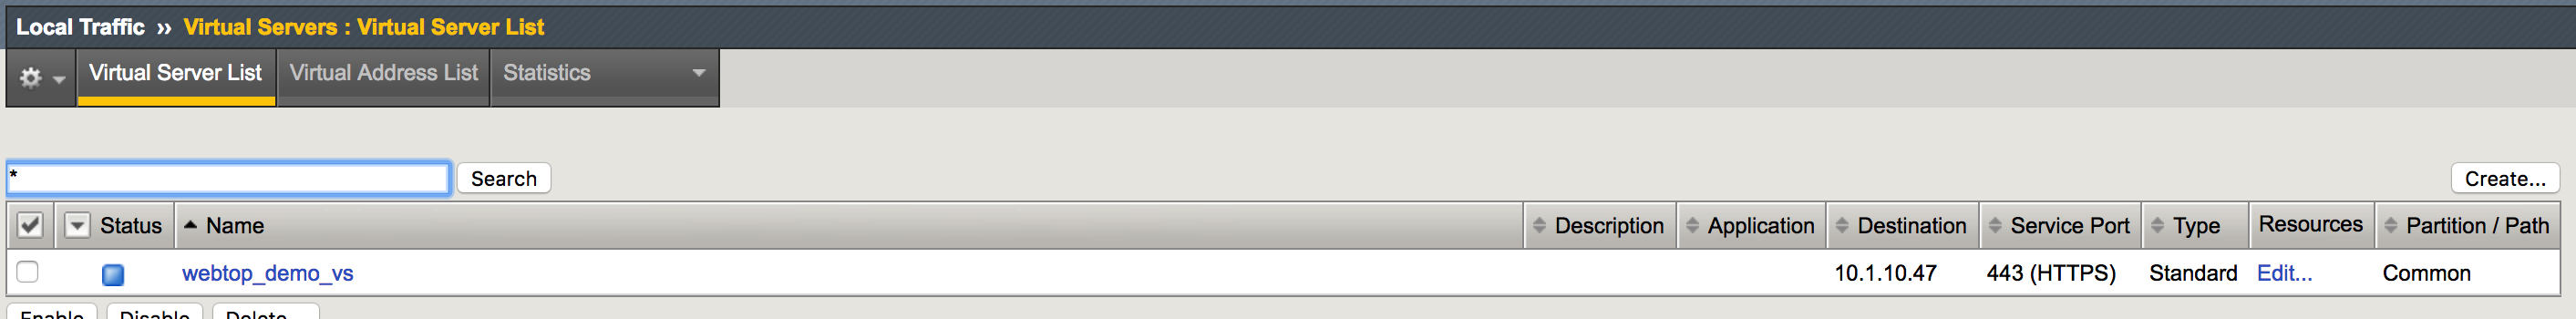 Local Traffic ›› Virtual Servers : Virtual Server List
Virtual Server List Virtual Address List Statistics
* Search Create...
Status Name Description Application Destination Service Port Type Resources Partition / Path
webtop_demo_vs 10.1.10.47 443 (HTTPS) Standard Edit... Common
Enable Disable Delete...